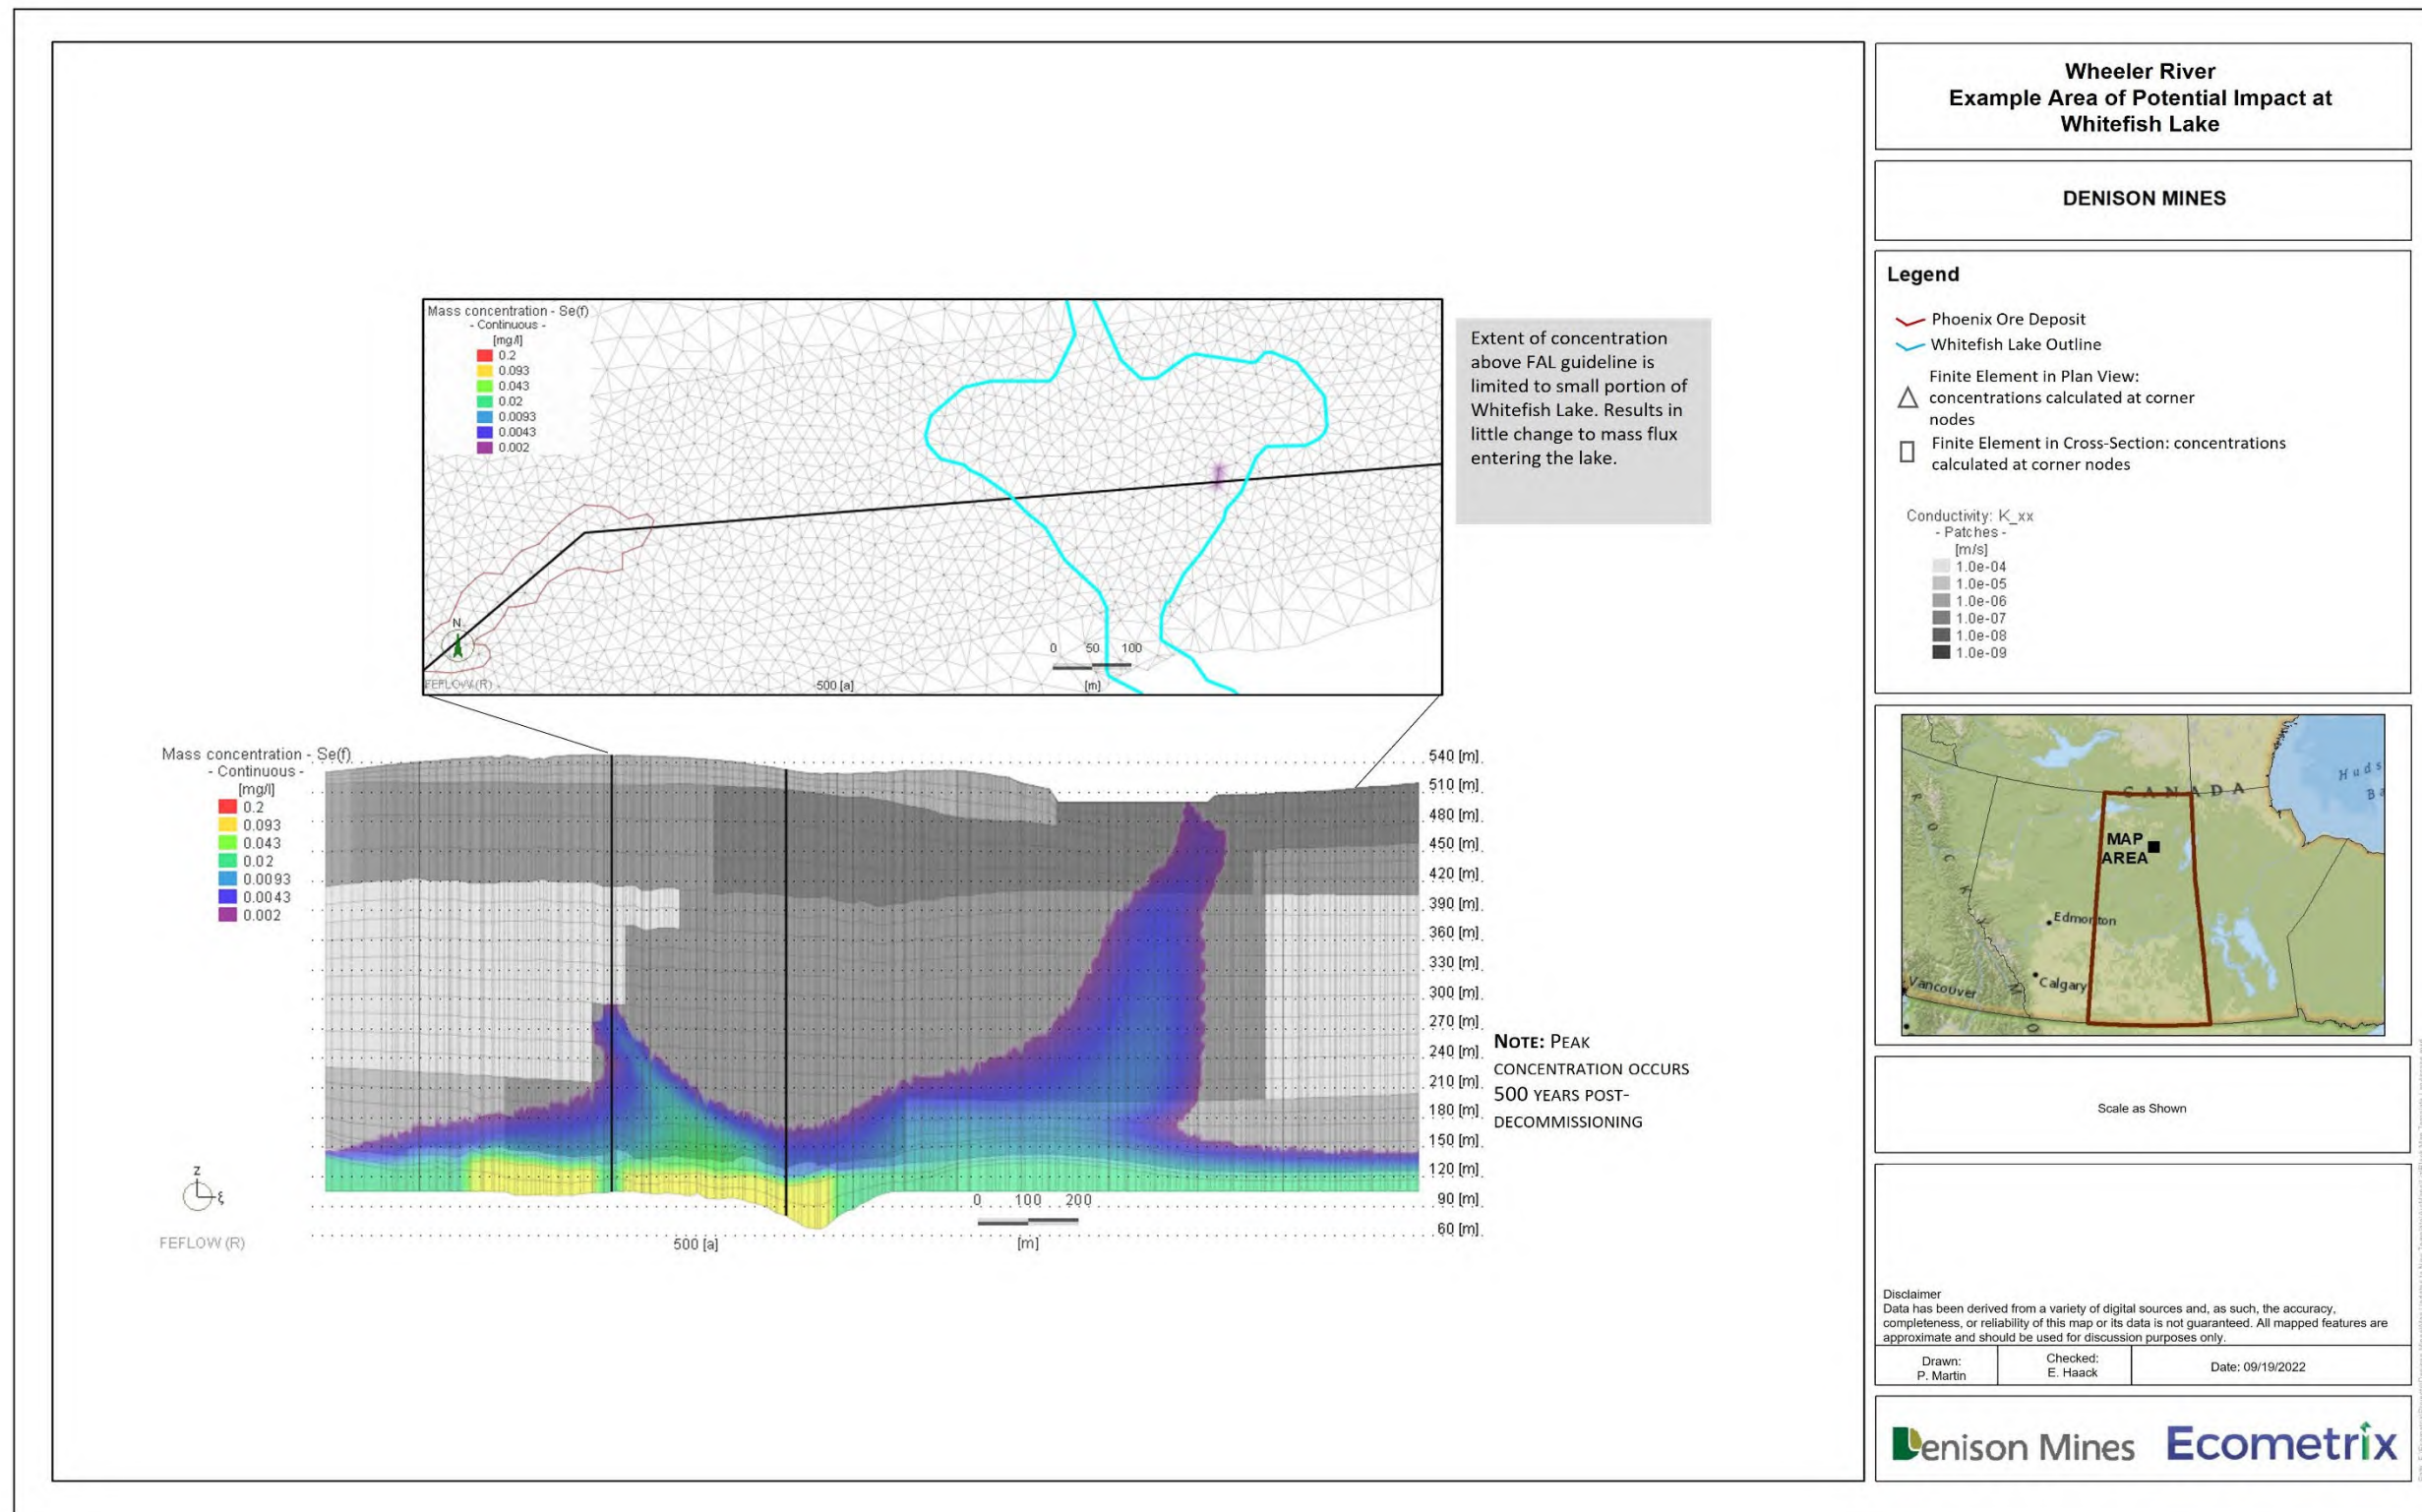 Wheeler River
Example Area of Potential Impact at
Whitefish Lake
DENISON MINES
Legend
Phoenix Ore Deposit
Whitefish Lake Outline
Finite Element in Plan View:
concentrations calculated at corner
nodes
Finite Element in Cross-Section: concentrations
calculated at corner nodes
Conductivity: K_xx
- Patches -
[m/s]
1.0e-04
1.0e-05
1.0e-06
1.0e-07
1.0e-08
1.0e-09
Mass concentration - Se(f)
- Continuous -
[mg/l]
0.2
0.093
0.043
0.02
0.0093
0.0043
0.002
N
FEFLOW (R)
500 [a]
0 50 100
[m]
Extent of concentration
above FAL guideline is
limited to small portion of
Whitefish Lake. Results in
little change to mass flux
entering the lake.
Mass concentration - Se(f)
- Continuous -
[mg/l]
0.2
0.093
0.043
0.02
0.0093
0.0043
0.002
540 [m]
510 [m]
480 [m]
450 [m]
420 [m]
390 [m]
360 [m]
330 [m]
300 [m]
270 [m]
240 [m]
210 [m]
180 [m]
150 [m]
120 [m]
90 [m]
60 [m]
z
ξ
FEFLOW (R)
500 [a]
0 100 200
[m]
NOTE: PEAK
CONCENTRATION OCCURS
500 YEARS POST-
DECOMMISSIONING
CANADA
MAP
AREA
Edmonton
Calgary
Vancouver
Huds
Ba
ROCKY MO
Scale as Shown
Disclaimer
Data has been derived from a variety of digital sources and, as such, the accuracy,
completeness, or reliability of this map or its data is not guaranteed. All mapped features are
approximate and should be used for discussion purposes only.
Drawn:
P. Martin
Checked:
E. Haack
Date: 09/19/2022
Denison Mines
Ecometrix